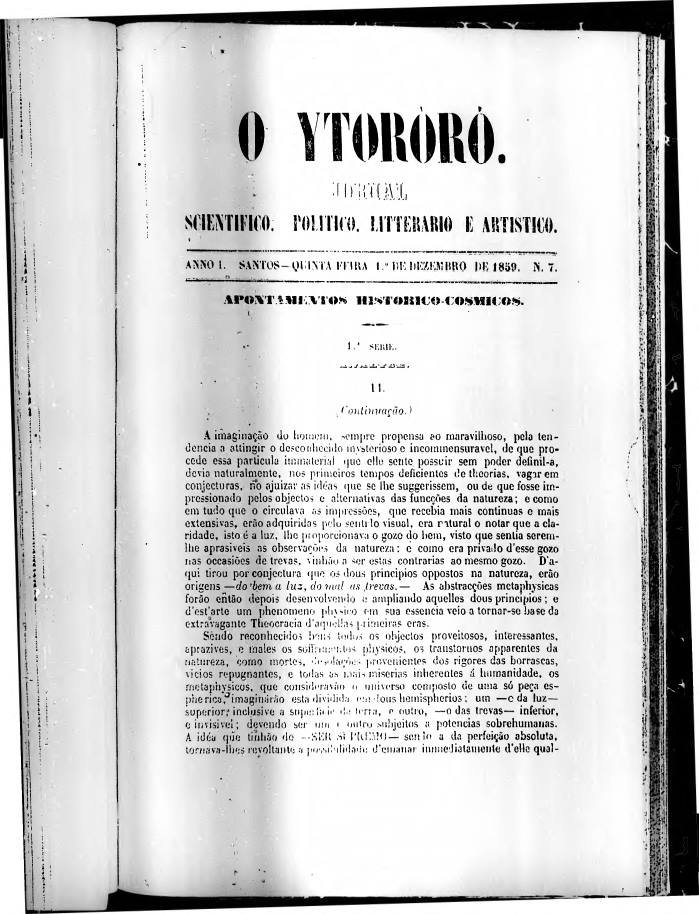 O YTORÒRÓ.
JORNAL
SCIENTIFICO, POLITICO, LITTERARIO E ARTISTICO.
ANNO I. SANTOS—QUINTA FEIRA 1.º DE DEZEMBRO DE 1859. N. 7.
APONTAMENTOS HISTORICO-COSMICOS.
1.ª SERIE.
ANALYSE.
II.
(Continuação.)
A imaginação do homem, sempre propensa ao maravilhoso, pela ten-
dencia a attingir o desconhecido mysterioso e incommensuravel, de que pro-
cede essa particula immaterial que elle sente possuir sem poder definil-a,
devia naturalmente, nos primeiros tempos deficientes de theorias, vagar em
conjecturas, no ajuizar as idéas que se lhe suggerissem, ou de que fosse im-
pressionado pelos objectos e alternativas das funcções da natureza; e como
em tudo que o circulava as impressões, que recebia mais continuas e mais
extensivas, erão adquiridas pelo sentido visual, era natural o notar que a cla-
ridade, isto é a luz, lhe proporcionava o gozo do bem, visto que sentia serem-
lhe aprasiveis as observações da natureza; e como era privado d'esse gozo
nas occasiões de trevas, vinhão a ser estas contrarias ao mesmo gozo. D'a-
qui tirou por conjectura que os dous principios oppostos na natureza, erão
origens —do bem a luz, do mal as trevas.— As abstracções metaphysicas
forão então depois desenvolvendo e ampliando aquelles dous principios; e
d'est'arte um phenomeno physico em sua essencia veio a tornar-se base da
extravagante Theocracia d'aquellas primeiras eras.
Sendo reconhecidos bens todos os objectos proveitosos, interessantes,
aprazives, e males os soffrimentos physicos, os transtornos apparentes da
natureza, como mortes, desolações provenientes dos rigores das borrascas,
vicios repugnantes, e todas as mais miserias inherentes á humanidade, os
metaphysicos, que consideravão o universo composto de uma só peça es-
pherica, imaginárão esta dividida em dous hemispherios; um —o da luz—
superior, inclusive a superficie da terra, e outro, —o das trevas— inferior,
e invisivel; devendo ser um e outro subjeitos a potencias sobrehumanas.
A idéa que tinhão do —SER SUPREMO— sendo a da perfeição absoluta,
tornava-lhes revoltante a possibilidade d'emanar immediatamente d'elle qual-